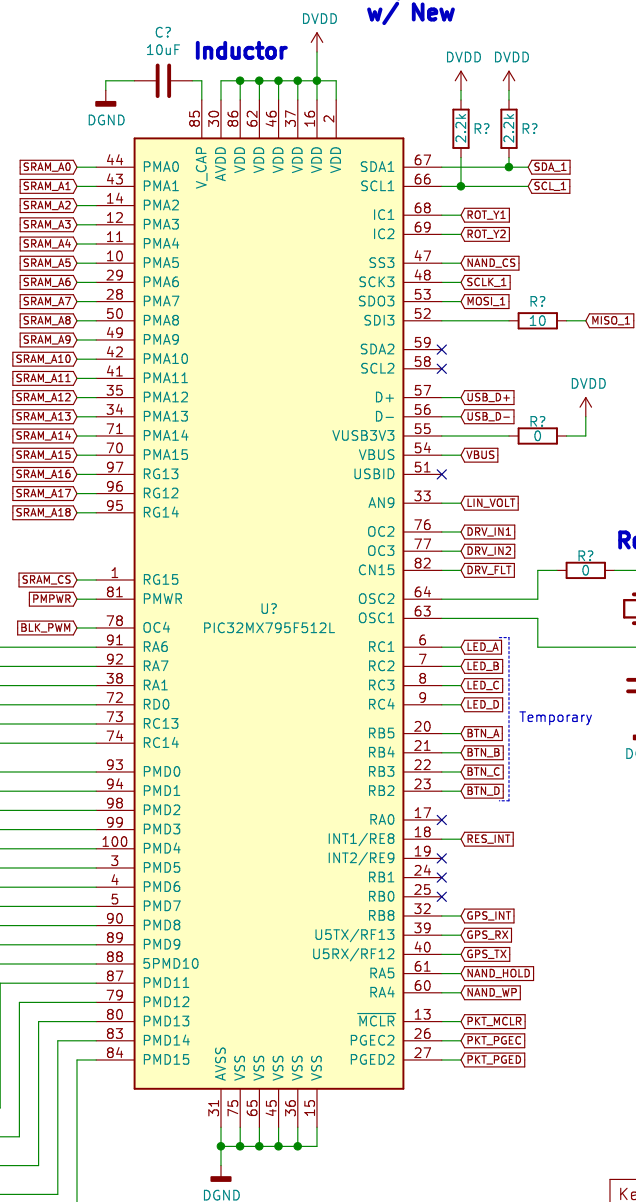 w/ New
DVDD
C?
10uF
Inductor
DVDD DVDD
DGND
2.2k R? 2.2k R?
85 30 86 62 46 37 16 2
V_CAP AVDD VDD VDD VDD VDD VDD VDD
SRAM_A0 44 PMA0 SDA1 67 SDA_1
SRAM_A1 43 PMA1 SCL1 66 SCL_1
SRAM_A2 14 PMA2 IC1 68 ROT_Y1
SRAM_A3 12 PMA3 IC2 69 ROT_Y2
SRAM_A4 11 PMA4
SRAM_A5 10 PMA5 SS3 47 NAND_CS
SRAM_A6 29 PMA6 SCK3 48 SCLK_1
SRAM_A7 28 PMA7 SDO3 53 MOSI_1 R?
SRAM_A8 50 PMA8 SDI3 52 10 MISO_1
SRAM_A9 49 PMA9 SDA2 59
SRAM_A10 42 PMA10 SCL2 58
SRAM_A11 41 PMA11
DVDD
SRAM_A12 35 PMA12 D+ 57 USB_D+
SRAM_A13 34 PMA13 D- 56 USB_D- R?
SRAM_A14 71 PMA14 VUSB3V3 55 0
SRAM_A15 70 PMA15 VBUS 54 VBUS
SRAM_A16 97 RG13 USBID 51
SRAM_A17 96 RG12 AN9 33 LIN_VOLT
SRAM_A18 95 RG14
OC2 76 DRV_IN1
OC3 77 DRV_IN2
CN15 82 DRV_FLT
R?
0
SRAM_CS 1 RG15
PMPWR 81 PMWR OSC2 64
U?
PIC32MX795F512L
OSC1 63
BLK_PWM 78 OC4
91 RA6 RC1 6 LED_A
92 RA7 RC2 7 LED_B
38 RA1 RC3 8 LED_C
72 RD0 RC4 9 LED_D
Temporary
73 RC13 RB5 20 BTN_A
74 RC14 RB4 21 BTN_B
93 PMD0 RB3 22 BTN_C
94 PMD1 RB2 23 BTN_D
98 PMD2 RA0 17
99 PMD3 INT1/RE8 18 RES_INT
100 PMD4 INT2/RE9 19
3 PMD5 RB1 24
4 PMD6 RB0 25
5 PMD7 RB8 32 GPS_INT
90 PMD8 U5TX/RF13 39 GPS_RX
89 PMD9 U5RX/RF12 40 GPS_TX
88 5PMD10 RA5 61 NAND_HOLD
87 PMD11 RA4 60 NAND_WP
79 PMD12
80 PMD13 MCLR 13 PKT_MCLR
83 PMD14 PGEC2 26 PKT_PGEC
84 PMD15 PGED2 27 PKT_PGED
AVSS VSS VSS VSS VSS VSS
31 75 65 45 36 15
DGND